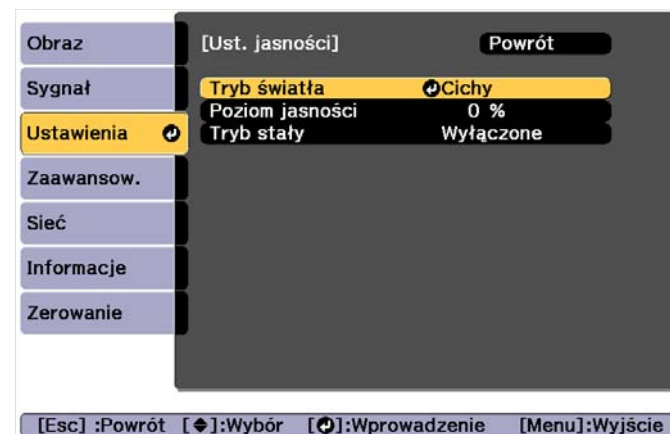 Obraz
Sygnał
Ustawienia
Zaawansow.
Sieć
Informacje
Zerowanie
[Ust. jasności] Powrót
Tryb światła Cichy
Poziom jasności 0 %
Tryb stały Wyłączone
[Esc] :Powrót [◆]:Wybór [↵]:Wprowadzenie [Menu]:Wyjście